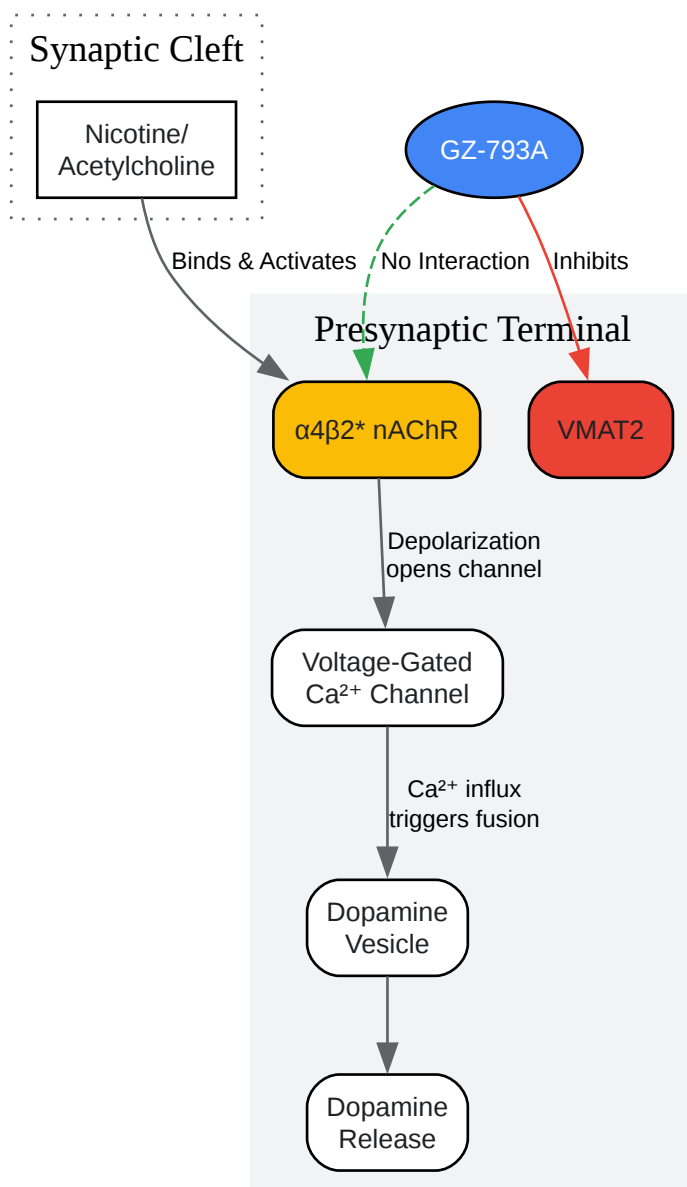 Synaptic Cleft
Nicotine/
Acetylcholine
GZ-793A
Binds & Activates
No Interaction
Inhibits
Presynaptic Terminal
α4β2* nAChR
VMAT2
Depolarization
opens channel
Voltage-Gated
Ca²⁺ Channel
Ca²⁺ influx
triggers fusion
Dopamine
Vesicle
Dopamine
Release